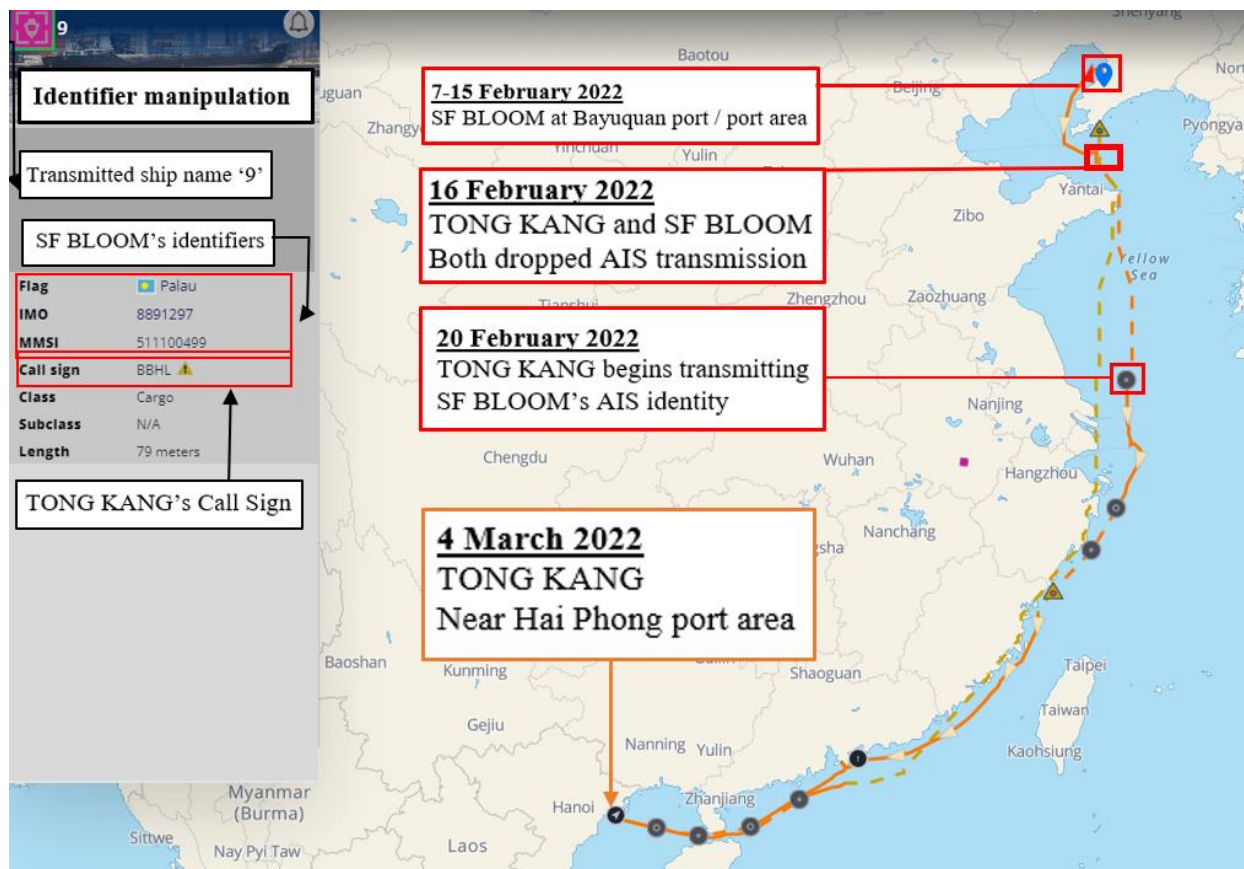 9
Identifier manipulation
Transmitted ship name ‘9’
SF BLOOM’s identifiers
Flag Palau
IMO 8891297
MMSI 511100499
Call sign BBHL
Class Cargo
Subclass N/A
Length 79 meters
TONG KANG’s Call Sign
7-15 February 2022
SF BLOOM at Bayuquan port / port area
16 February 2022
TONG KANG and SF BLOOM
Both dropped AIS transmission
20 February 2022
TONG KANG begins transmitting
SF BLOOM’s AIS identity
4 March 2022
TONG KANG
Near Hai Phong port area
Shenyang
Baotou
Beijing
Yinchuan
Yulin
Yantai
Zibo
Yellow
Sea
Tianshui
Zhengzhou
Zaozhuang
Nanjing
Chengdu
Wuhan
Hangzhou
Nanchang
Baoshan
Kunming
Shaoguan
Taipei
Taiwan
Gejiu
Nanning
Yulin
Kaohsiung
Hanoi
Zhanjiang
Myanmar
(Burma)
Sittwe
Nay Pyi Taw
Laos